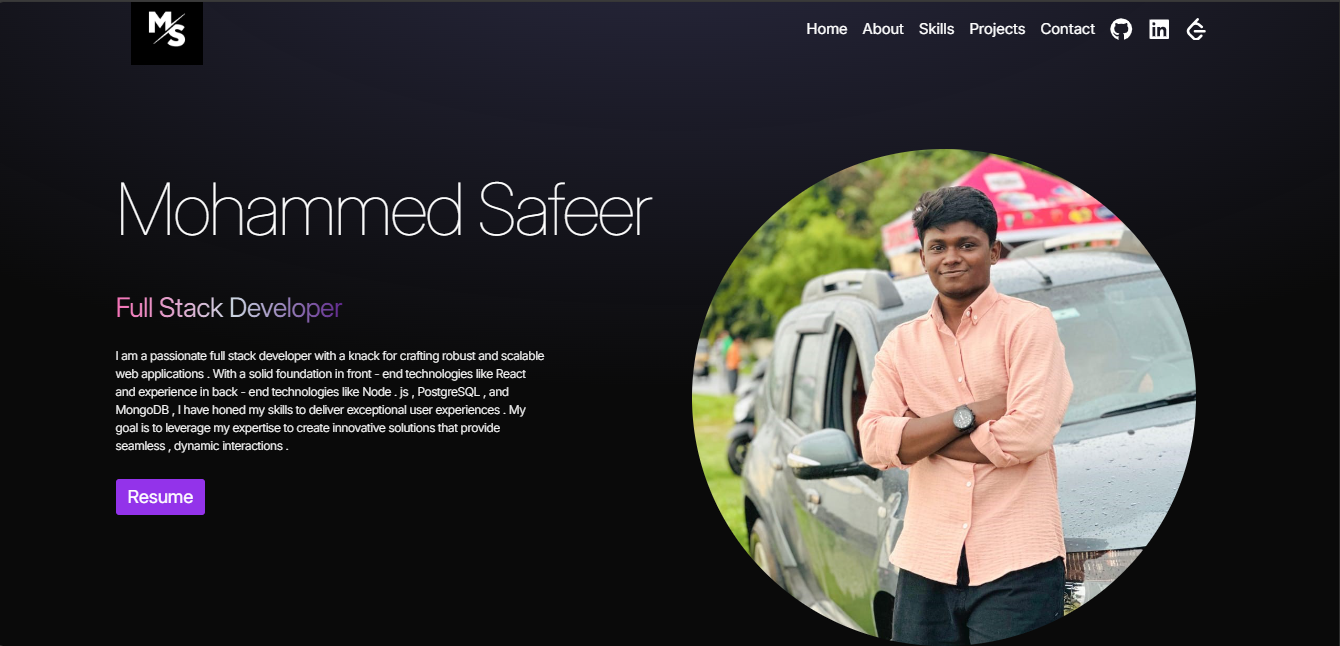 MS
Home About Skills Projects Contact
Mohammed Safeer
Full Stack Developer
I am a passionate full stack developer with a knack for crafting robust and scalable
web applications . With a solid foundation in front - end technologies like React
and experience in back - end technologies like Node . js , PostgreSQL , and
MongoDB , I have honed my skills to deliver exceptional user experiences . My
goal is to leverage my expertise to create innovative solutions that provide
seamless , dynamic interactions .
Resume